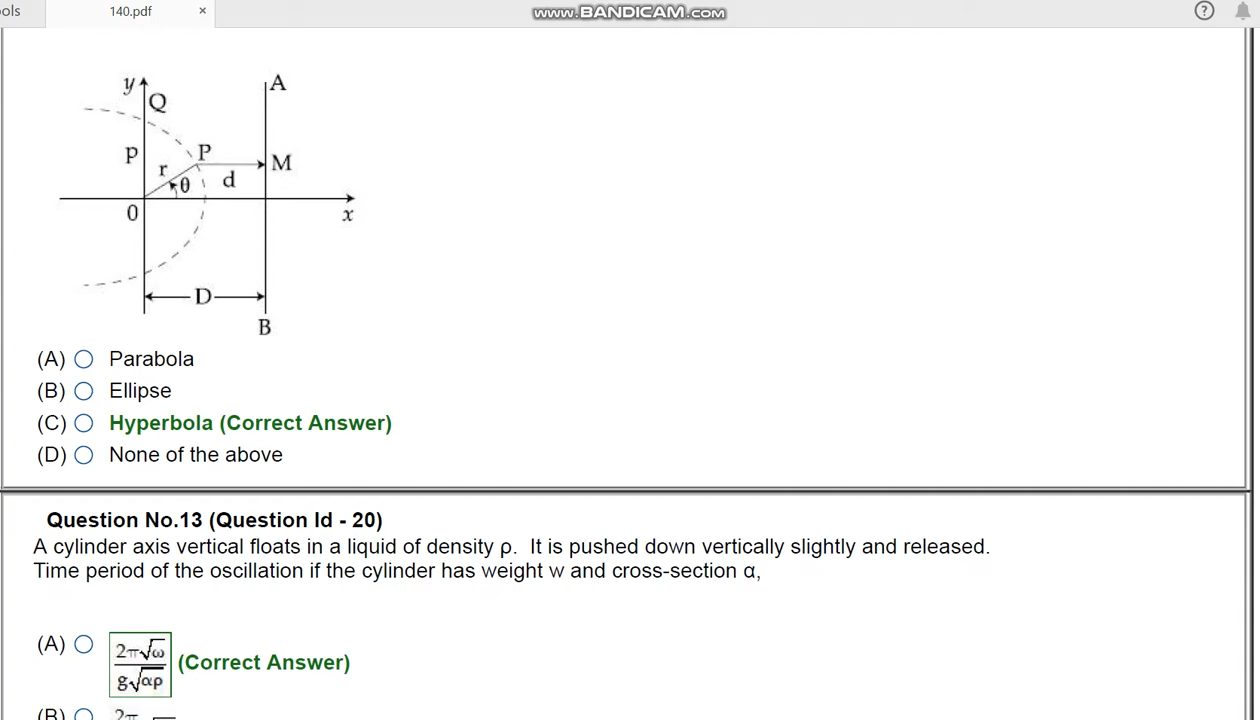 ols
140.pdf
×
www.BANDICAM.com
?
y
Q
A
p
r
P
M
θ
d
0
x
D
B
(A) Parabola
(B) Ellipse
(C) Hyperbola (Correct Answer)
(D) None of the above
Question No.13 (Question Id - 20)
A cylinder axis vertical floats in a liquid of density ρ. It is pushed down vertically slightly and released.
Time period of the oscillation if the cylinder has weight w and cross-section α,
(A) 2π√ω
g√αρ
(Correct Answer)
(B) 2π